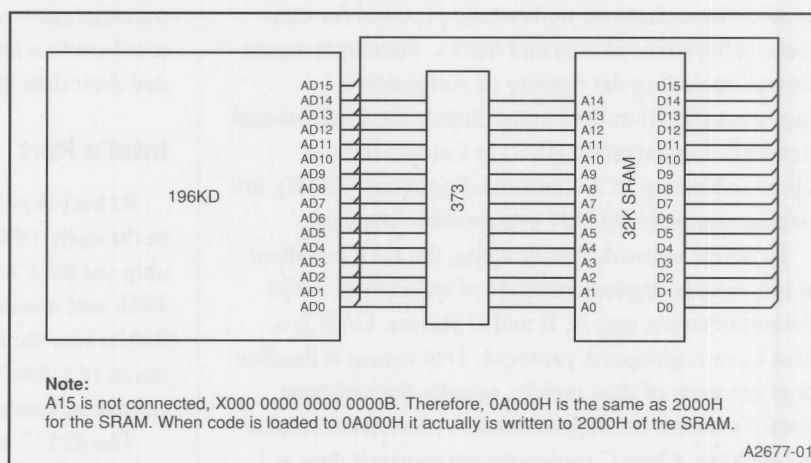 AD15
AD14
AD13
AD12
AD11
AD10
AD9
AD8
AD7
AD6
AD5
AD4
AD3
AD2
AD1
AD0
196KD
373
A14
A13
A12
A11
A10
A9
A8
A7
A6
A5
A4
A3
A2
A1
A0
32K SRAM
D15
D14
D13
D12
D11
D10
D9
D8
D7
D6
D5
D4
D3
D2
D1
D0
Note:
A15 is not connected, X000 0000 0000 0000B. Therefore, 0A000H is the same as 2000H
for the SRAM. When code is loaded to 0A000H it actually is written to 2000H of the SRAM.
A2677-01
Intel's Part